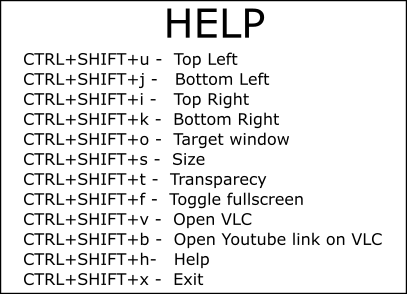 HELP
CTRL+SHIFT+u - Top Left
CTRL+SHIFT+j - Bottom Left
CTRL+SHIFT+i - Top Right
CTRL+SHIFT+k - Bottom Right
CTRL+SHIFT+o - Target window
CTRL+SHIFT+s - Size
CTRL+SHIFT+t - Transparecy
CTRL+SHIFT+f - Toggle fullscreen
CTRL+SHIFT+v - Open VLC
CTRL+SHIFT+b - Open Youtube link on VLC
CTRL+SHIFT+h- Help
CTRL+SHIFT+x - Exit